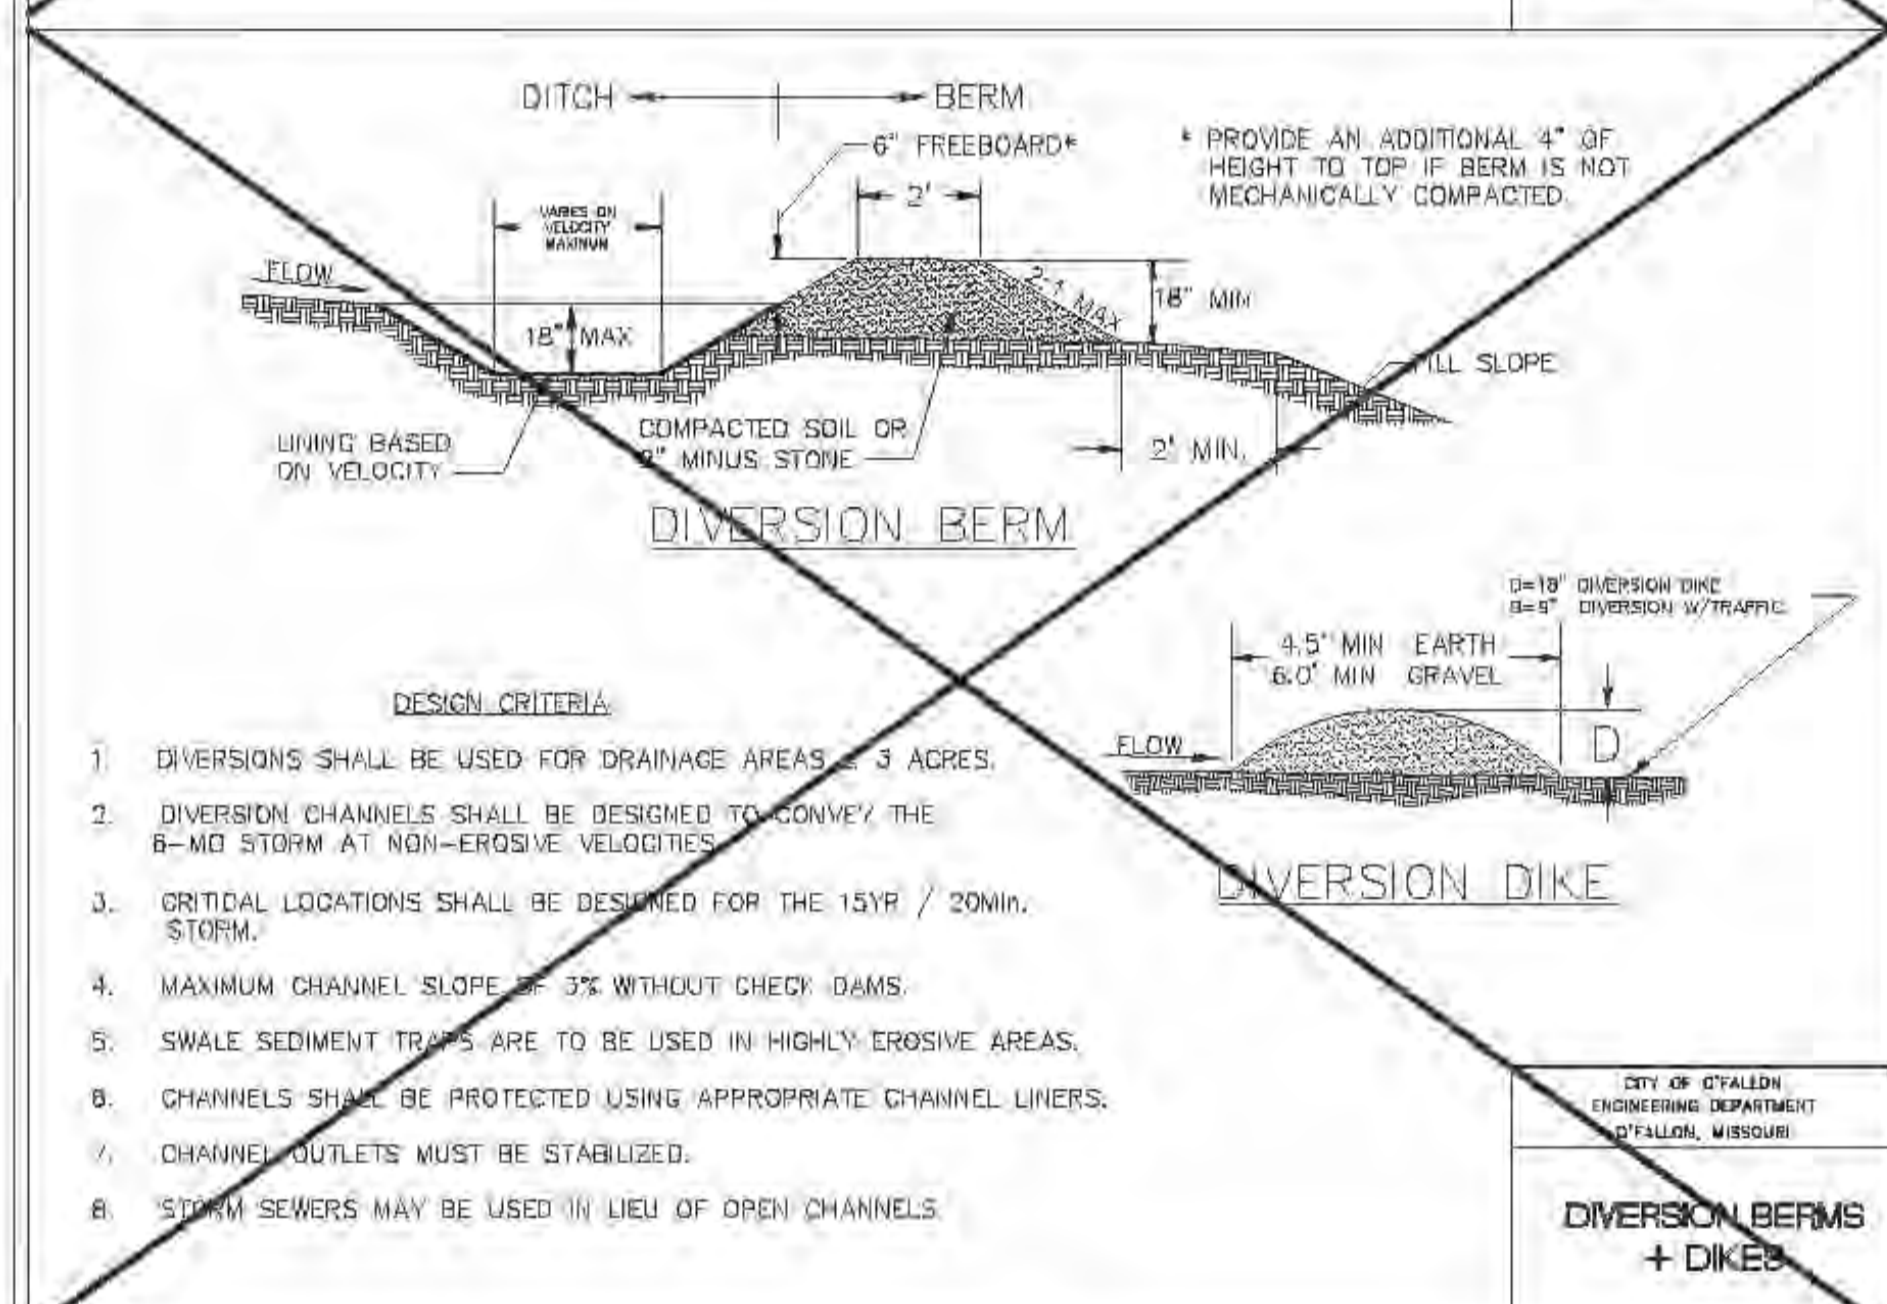 DITCH
BERM
6" FREEBOARD*
* PROVIDE AN ADDITIONAL 4" OF
HEIGHT TO TOP IF BERM IS NOT
MECHANICALLY COMPACTED.
2'
VARIES ON
VELOCITY
MAXIMUM
FLOW
18" MAX
2:1 MAX
18" MIN
FILL SLOPE
LINING BASED
ON VELOCITY
COMPACTED SOIL OR
MINUS STONE
2' MIN.
DIVERSION BERM
D=18" DIVERSION DIKE
DIVERSION W/TRAFFIC
4.5' MIN EARTH
6.0' MIN GRAVEL
FLOW
D
DIVERSION DIKE
DESIGN CRITERIA
1. DIVERSIONS SHALL BE USED FOR DRAINAGE AREAS 3 ACRES.
2. DIVERSION CHANNELS SHALL BE DESIGNED TO CONVEY THE
6-MO STORM AT NON-EROSIVE VELOCITIES
3. CRITICAL LOCATIONS SHALL BE DESIGNED FOR THE 15YR / 20Min.
STORM.
4. MAXIMUM CHANNEL SLOPE OF 3% WITHOUT CHECK DAMS.
5. SWALE SEDIMENT TRAPS ARE TO BE USED IN HIGHLY EROSIVE AREAS.
6. CHANNELS SHALL BE PROTECTED USING APPROPRIATE CHANNEL LINERS.
7. CHANNEL OUTLETS MUST BE STABILIZED.
8. STORM SEWERS MAY BE USED IN LIEU OF OPEN CHANNELS.
CITY OF O'FALLON
ENGINEERING DEPARTMENT
O'FALLON, MISSOURI
DIVERSION BERMS
+ DIKES